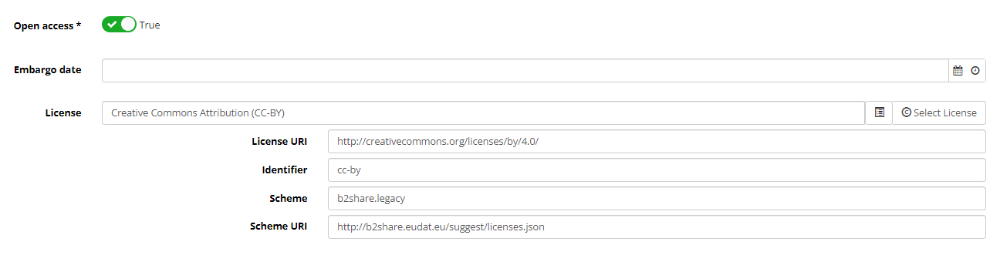 Open access * True
Embargo date
License Creative Commons Attribution (CC-BY) Select License
License URI http://creativecommons.org/licenses/by/4.0/
Identifier cc-by
Scheme b2share.legacy
Scheme URI http://b2share.eudat.eu/suggest/licenses.json